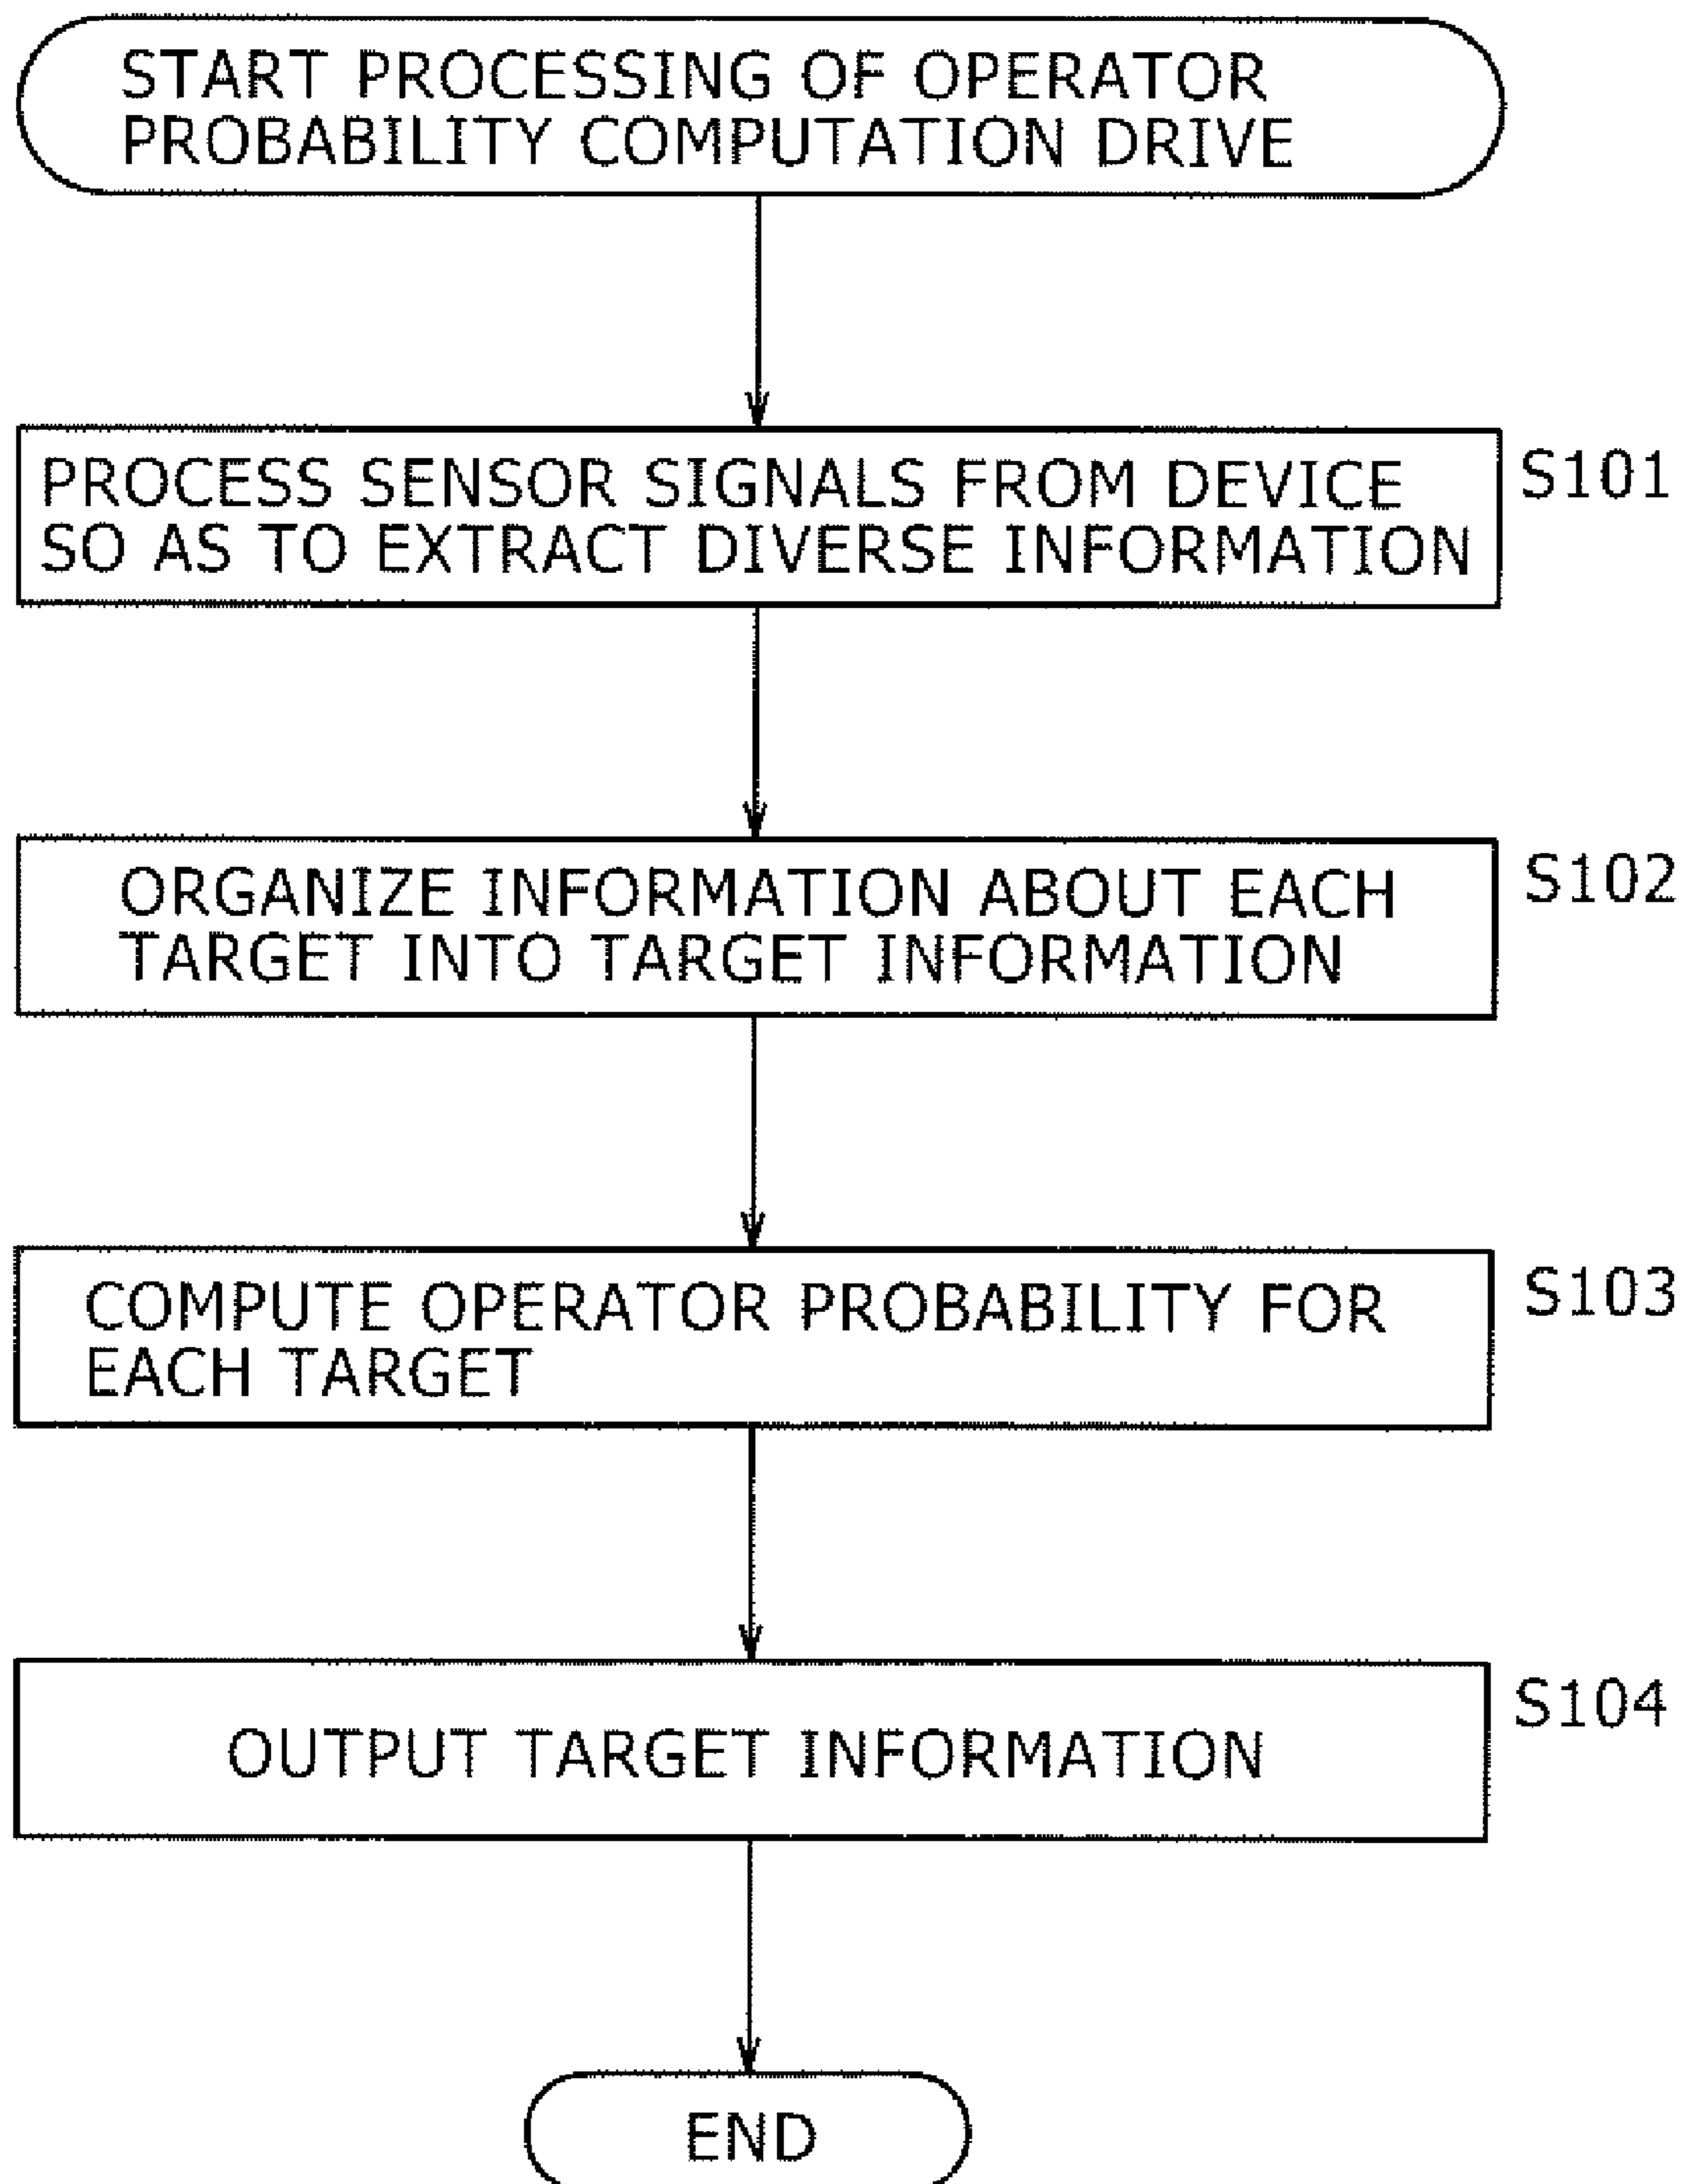 START PROCESSING OF OPERATOR
PROBABILITY COMPUTATION DRIVE
PROCESS SENSOR SIGNALS FROM DEVICE
SO AS TO EXTRACT DIVERSE INFORMATION
S101
ORGANIZE INFORMATION ABOUT EACH
TARGET INTO TARGET INFORMATION
S102
COMPUTE OPERATOR PROBABILITY FOR
EACH TARGET
S103
OUTPUT TARGET INFORMATION
S104
END